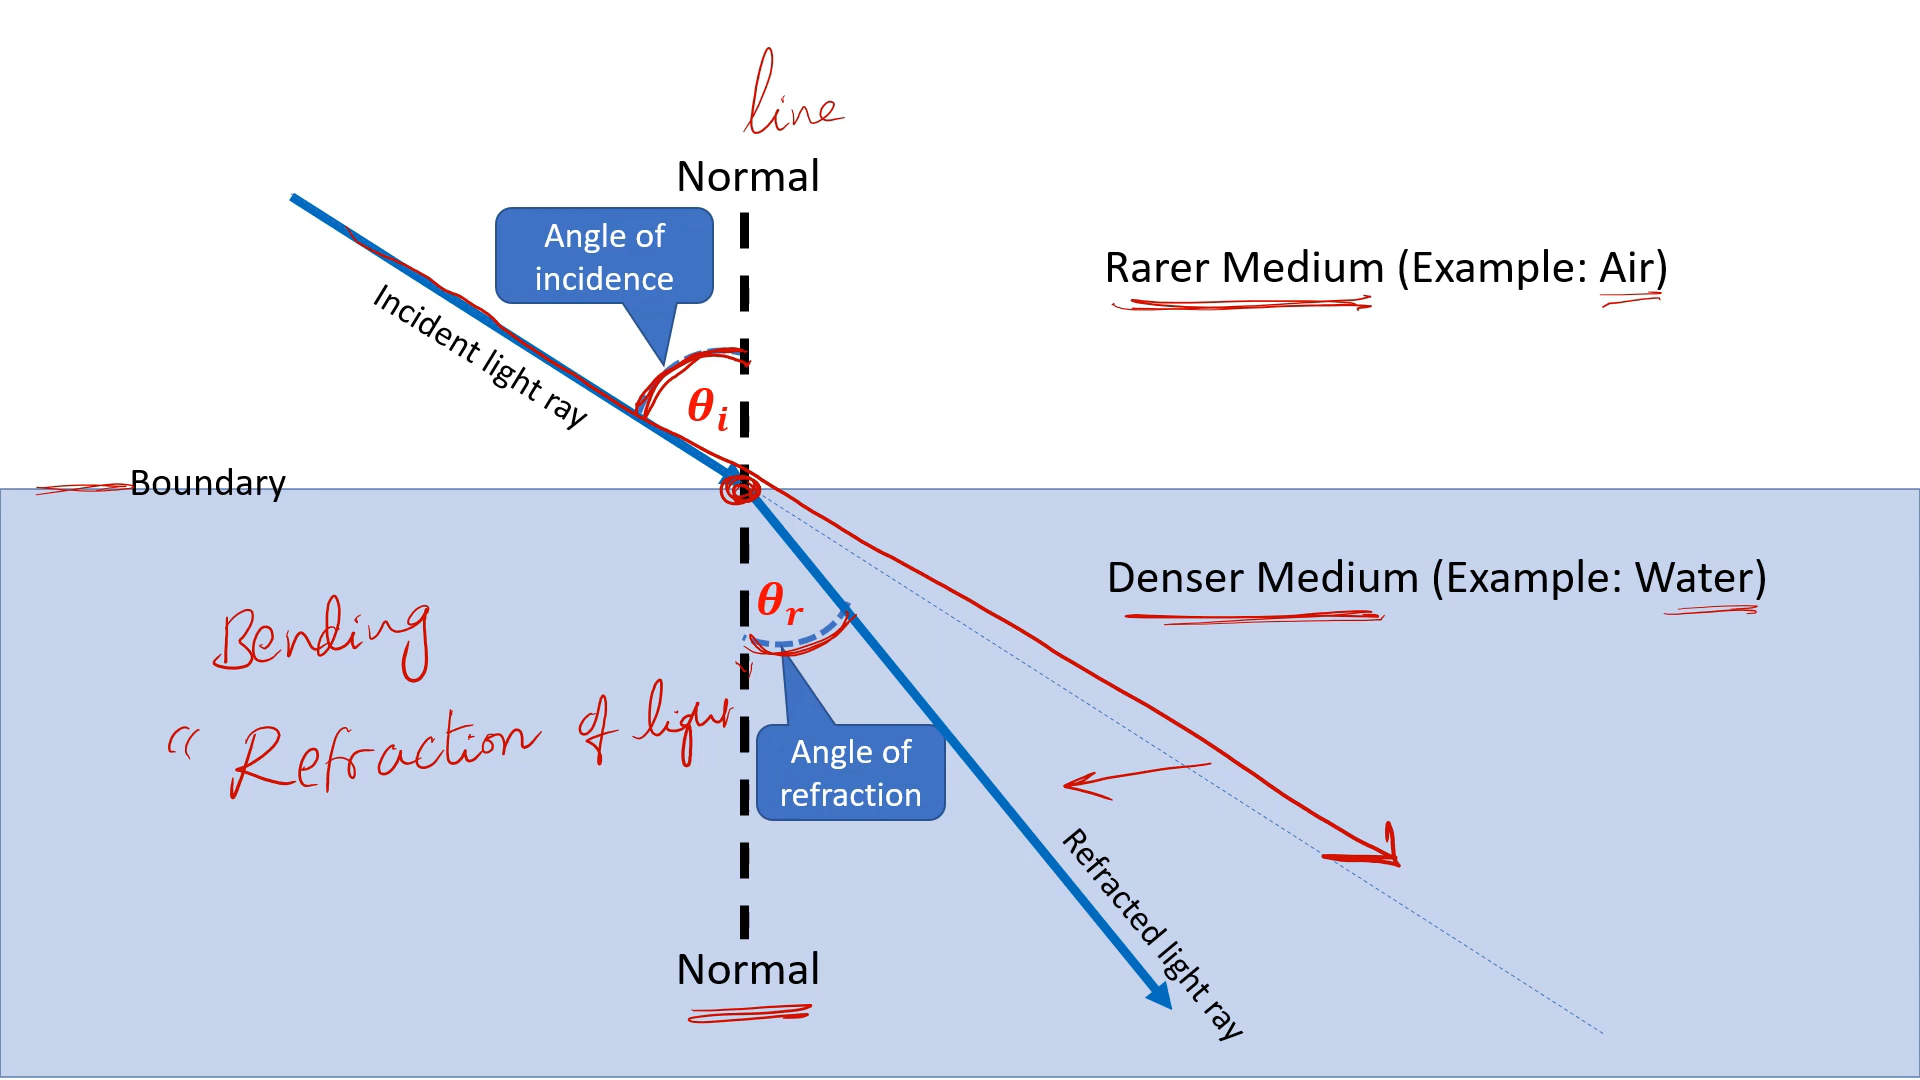 line
Normal
Angle of
incidence
Rarer Medium (Example: Air)
Incident light ray
θi
Boundary
Denser Medium (Example: Water)
θr
Bending
“ Refraction of light
Angle of
refraction
Refracted light ray
Normal